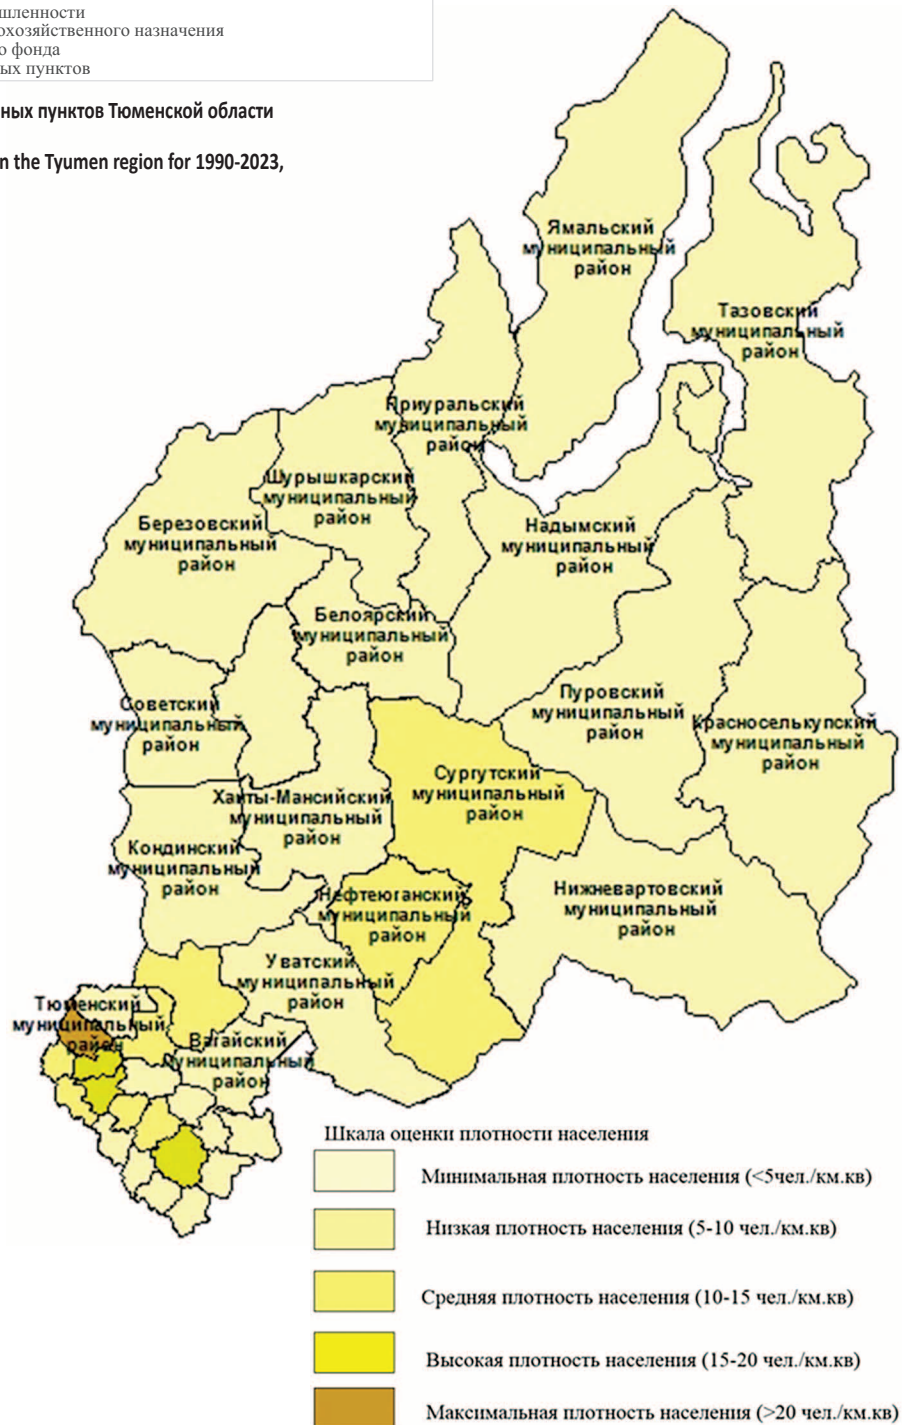 шленности
охозяйственного назначения
о фонда
ых пунктов
ных пунктов Тюменской области
n the Tyumen region for 1990-2023,
Ямальский
муниципальный
район
Тазовский
муниципальный
район
Приуральский
муниципальный
район
Шурышкарский
муниципальный
район
Березовский
муниципальный
район
Надымский
муниципальный
район
Белоярский
муниципальный
район
Советский
муниципальный
район
Пуровский
муниципальный
район
Красноселькупский
муниципальный
район
Сургутский
муниципальный
район
Ханты-Мансийский
муниципальный
район
Кондинский
муниципальный
район
Нефтеюганский
муниципальный
район
Нижневартовский
муниципальный
район
Уватский
муниципальный
район
Тюменский
муниципальный
район
Вагайский
муниципальный
район
Шкала оценки плотности населения
Минимальная плотность населения (<5чел./км.кв)
Низкая плотность населения (5-10 чел./км.кв)
Средняя плотность населения (10-15 чел./км.кв)
Высокая плотность населения (15-20 чел./км.кв)
Максимальная плотность населения (>20 чел./км.кв)